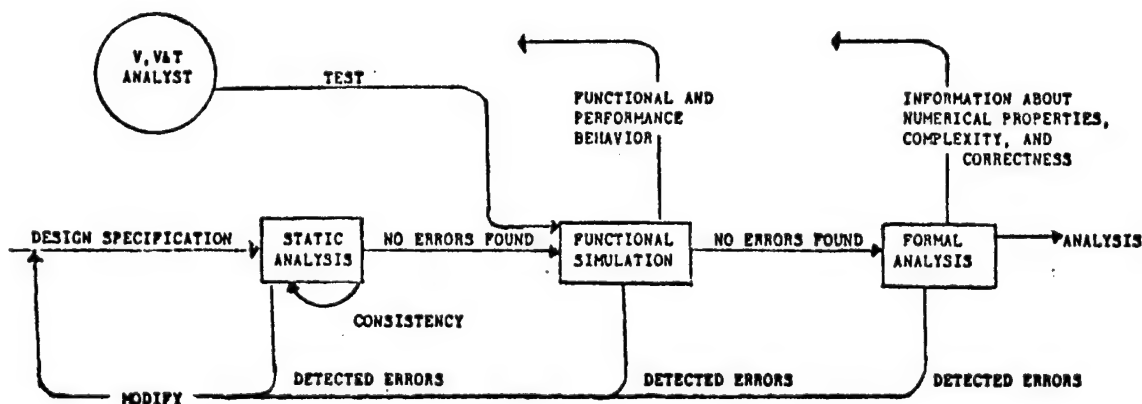 V, V&T
ANALYST
TEST
FUNCTIONAL AND
PERFORMANCE
BEHAVIOR
INFORMATION ABOUT
NUMERICAL PROPERTIES,
COMPLEXITY, AND
CORRECTNESS
DESIGN SPECIFICATION
STATIC
ANALYSIS
NO ERRORS FOUND
FUNCTIONAL
SIMULATION
NO ERRORS FOUND
FORMAL
ANALYSIS
ANALYSIS
CONSISTENCY
MODIFY
DETECTED ERRORS
DETECTED ERRORS
DETECTED ERRORS